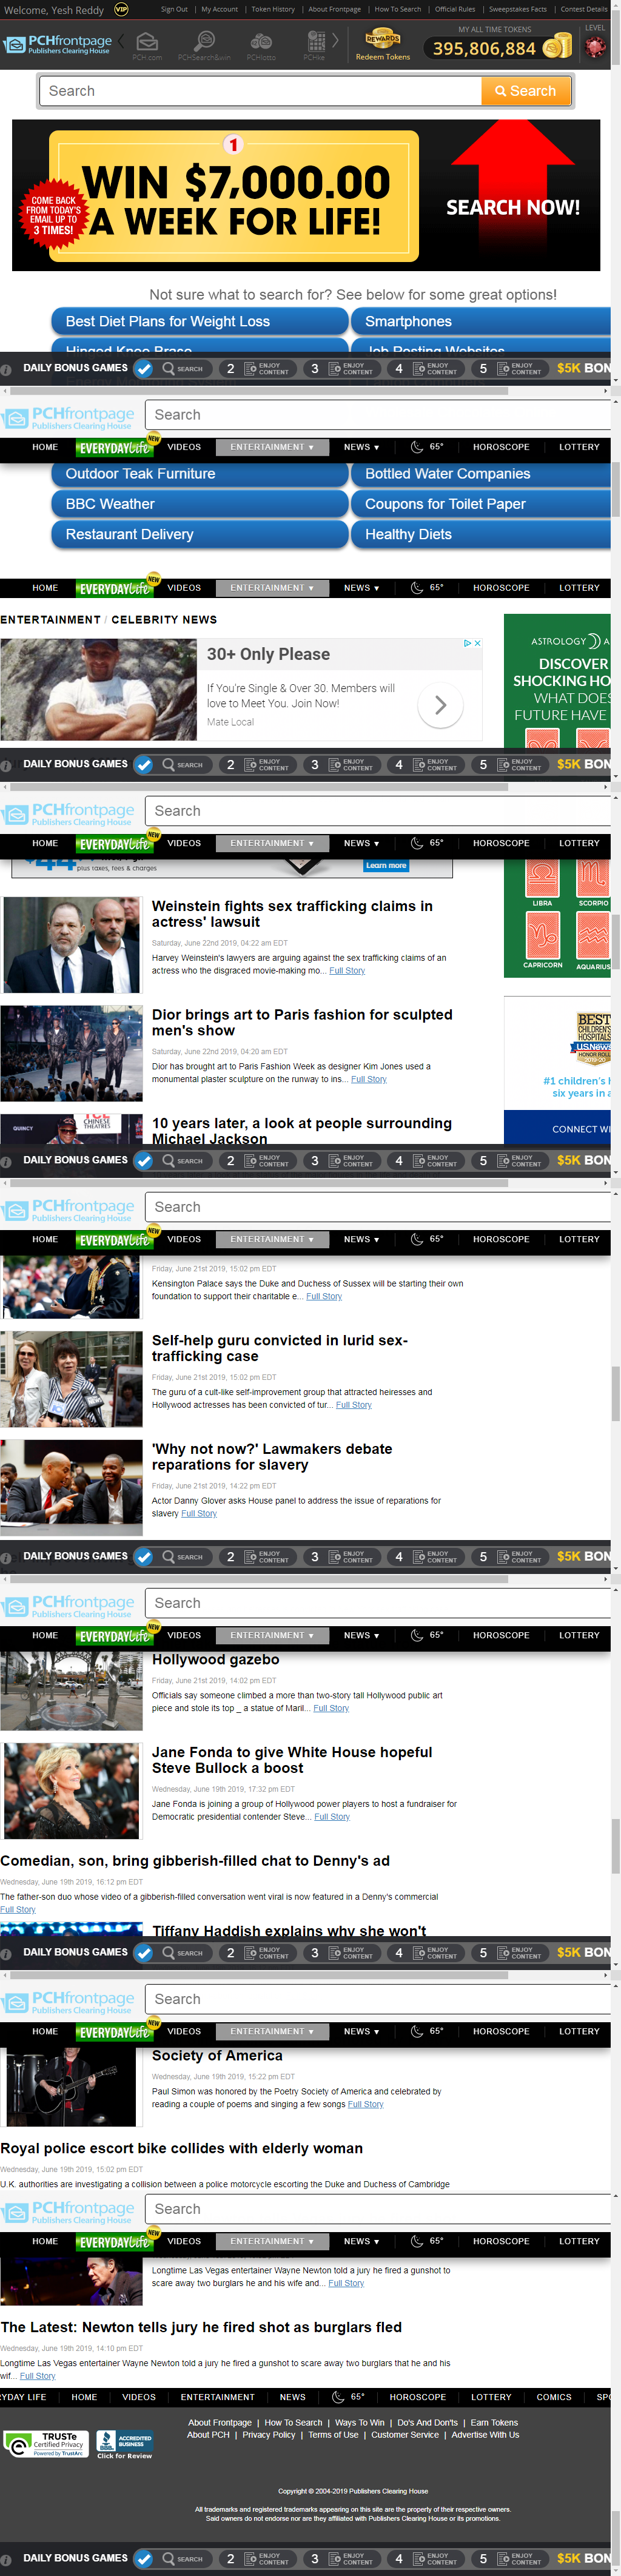 Welcome, Yesh Reddy VIP Sign Out | My Account | Token History | About Frontpage | How To Search | Official Rules | Sweepstakes Facts | Contest Details
PCHfrontpage
Publishers Clearing House
PCH.com PCHSearch&win PCHlotto
REWARDS
Redeem Tokens
MY ALL TIME TOKENS
395,806,884
LEVEL
Search Search
1
WIN $7,000.00
A WEEK FOR LIFE!
COME BACK
FROM TODAY'S
EMAIL UP TO
3 TIMES!
SEARCH NOW!
Not sure what to search for? See below for some great options!
Best Diet Plans for Weight Loss Smartphones
Hinged Knee Brace Job Posting Websites
DAILY BONUS GAMES SEARCH 2 ENJOY CONTENT 3 ENJOY CONTENT 4 ENJOY CONTENT 5 ENJOY CONTENT $5K BON
PCHfrontpage
Publishers Clearing House
Search
HOME EVERYDAYlife NEW VIDEOS ENTERTAINMENT ▼ NEWS ▼ 65° HOROSCOPE LOTTERY
Outdoor Teak Furniture Bottled Water Companies
BBC Weather Coupons for Toilet Paper
Restaurant Delivery Healthy Diets
HOME EVERYDAYlife NEW VIDEOS ENTERTAINMENT ▼ NEWS ▼ 65° HOROSCOPE LOTTERY
ENTERTAINMENT / CELEBRITY NEWS
30+ Only Please
If You're Single & Over 30. Members will
love to Meet You. Join Now!
Mate Local
ASTROLOGY A
DISCOVER
SHOCKING HO
WHAT DOES
FUTURE HAVE
DAILY BONUS GAMES SEARCH 2 ENJOY CONTENT 3 ENJOY CONTENT 4 ENJOY CONTENT 5 ENJOY CONTENT $5K BON
PCHfrontpage
Publishers Clearing House
Search
HOME EVERYDAYlife NEW VIDEOS ENTERTAINMENT ▼ NEWS ▼ 65° HOROSCOPE LOTTERY
plus taxes, fees & charges
Learn more
LIBRA SCORPIO
CAPRICORN AQUARIUS
Weinstein fights sex trafficking claims in
actress' lawsuit
Saturday, June 22nd 2019, 04:22 am EDT
Harvey Weinstein's lawyers are arguing against the sex trafficking claims of an
actress who the disgraced movie-making mo... Full Story
Dior brings art to Paris fashion for sculpted
men's show
Saturday, June 22nd 2019, 04:20 am EDT
Dior has brought art to Paris Fashion Week as designer Kim Jones used a
monumental plaster sculpture on the runway to ins... Full Story
BEST
CHILDREN'S
HOSPITALS
U.S.News
HONOR ROLL
2019-20
#1 children's h
six years in a
CONNECT WI
QUINCY
TCL
CHINESE
THEATRES
10 years later, a look at people surrounding
Michael Jackson
DAILY BONUS GAMES SEARCH 2 ENJOY CONTENT 3 ENJOY CONTENT 4 ENJOY CONTENT 5 ENJOY CONTENT $5K BON
PCHfrontpage
Publishers Clearing House
Search
HOME EVERYDAYlife NEW VIDEOS ENTERTAINMENT ▼ NEWS ▼ 65° HOROSCOPE LOTTERY
Friday, June 21st 2019, 15:02 pm EDT
Kensington Palace says the Duke and Duchess of Sussex will be starting their own
foundation to support their charitable e... Full Story
Self-help guru convicted in lurid sex-
trafficking case
Friday, June 21st 2019, 15:02 pm EDT
The guru of a cult-like self-improvement group that attracted heiresses and
Hollywood actresses has been convicted of tur... Full Story
'Why not now?' Lawmakers debate
reparations for slavery
Friday, June 21st 2019, 14:22 pm EDT
Actor Danny Glover asks House panel to address the issue of reparations for
slavery Full Story
DAILY BONUS GAMES SEARCH 2 ENJOY CONTENT 3 ENJOY CONTENT 4 ENJOY CONTENT 5 ENJOY CONTENT $5K BON
PCHfrontpage
Publishers Clearing House
Search
HOME EVERYDAYlife NEW VIDEOS ENTERTAINMENT ▼ NEWS ▼ 65° HOROSCOPE LOTTERY
Hollywood gazebo
Friday, June 21st 2019, 14:02 pm EDT
Officials say someone climbed a more than two-story tall Hollywood public art
piece and stole its top _ a statue of Maril... Full Story
Jane Fonda to give White House hopeful
Steve Bullock a boost
Wednesday, June 19th 2019, 17:32 pm EDT
Jane Fonda is joining a group of Hollywood power players to host a fundraiser for
Democratic presidential contender Steve... Full Story
Comedian, son, bring gibberish-filled chat to Denny's ad
Wednesday, June 19th 2019, 16:12 pm EDT
The father-son duo whose video of a gibberish-filled conversation went viral is now featured in a Denny's commercial
Full Story
Tiffany Haddish explains why she won't
DAILY BONUS GAMES SEARCH 2 ENJOY CONTENT 3 ENJOY CONTENT 4 ENJOY CONTENT 5 ENJOY CONTENT $5K BON
PCHfrontpage
Publishers Clearing House
Search
HOME EVERYDAYlife NEW VIDEOS ENTERTAINMENT ▼ NEWS ▼ 65° HOROSCOPE LOTTERY
Society of America
Wednesday, June 19th 2019, 15:22 pm EDT
Paul Simon was honored by the Poetry Society of America and celebrated by
reading a couple of poems and singing a few songs Full Story
Royal police escort bike collides with elderly woman
Wednesday, June 19th 2019, 15:02 pm EDT
U.K. authorities are investigating a collision between a police motorcycle escorting the Duke and Duchess of Cambridge
PCHfrontpage
Publishers Clearing House
Search
HOME EVERYDAYlife NEW VIDEOS ENTERTAINMENT ▼ NEWS ▼ 65° HOROSCOPE LOTTERY
Longtime Las Vegas entertainer Wayne Newton told a jury he fired a gunshot to
scare away two burglars he and his wife and... Full Story
The Latest: Newton tells jury he fired shot as burglars fled
Wednesday, June 19th 2019, 14:10 pm EDT
Longtime Las Vegas entertainer Wayne Newton told a jury he fired a gunshot to scare away two burglars that he and his
wif... Full Story
RYDAY LIFE HOME VIDEOS ENTERTAINMENT NEWS 65° HOROSCOPE LOTTERY COMICS SPO
TRUSTe
Certified Privacy
Powered by TrustArc
BBB
ACCREDITED
BUSINESS
Click for Review
About Frontpage | How To Search | Ways To Win | Do's And Don'ts | Earn Tokens
About PCH | Privacy Policy | Terms of Use | Customer Service | Advertise With Us
Copyright © 2004-2019 Publishers Clearing House
All trademarks and registered trademarks appearing on this site are the property of their respective owners.
Said owners do not endorse nor are they affiliated with Publishers Clearing House or its promotions.
DAILY BONUS GAMES SEARCH 2 ENJOY CONTENT 3 ENJOY CONTENT 4 ENJOY CONTENT 5 ENJOY CONTENT $5K BON